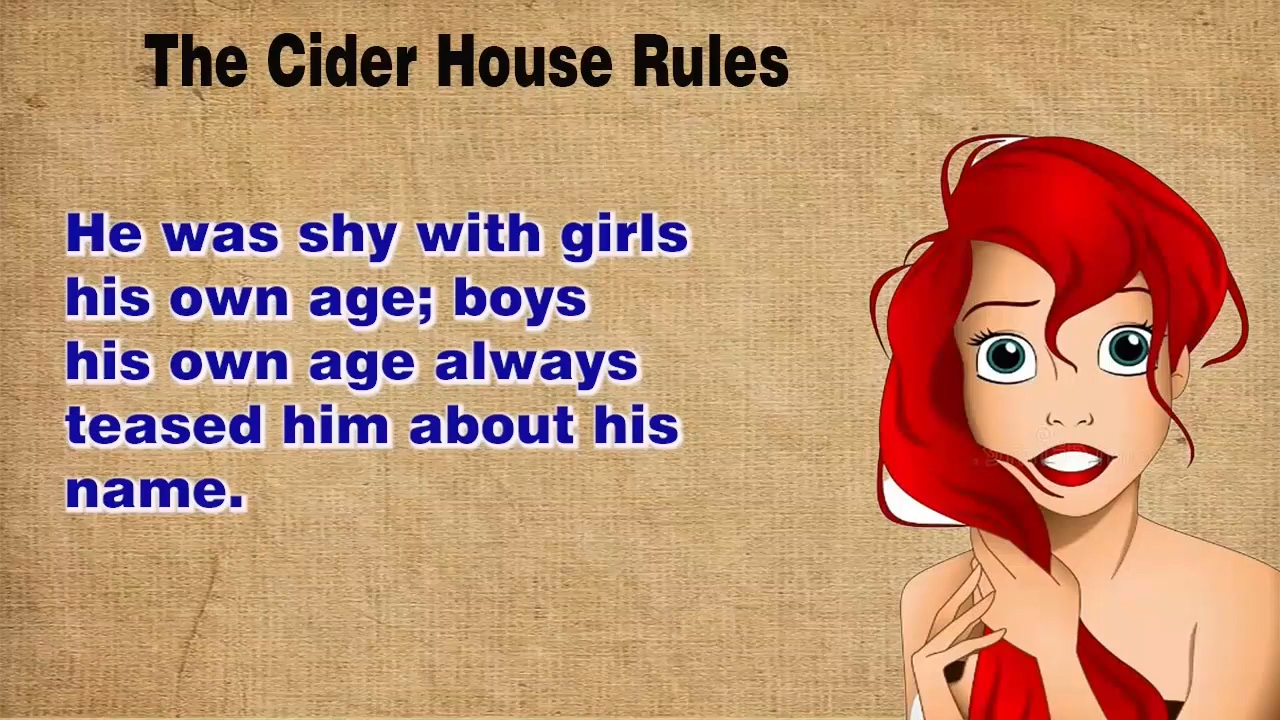 The Cider House Rules
He was shy with girls
his own age; boys
his own age always
teased him about his
name.